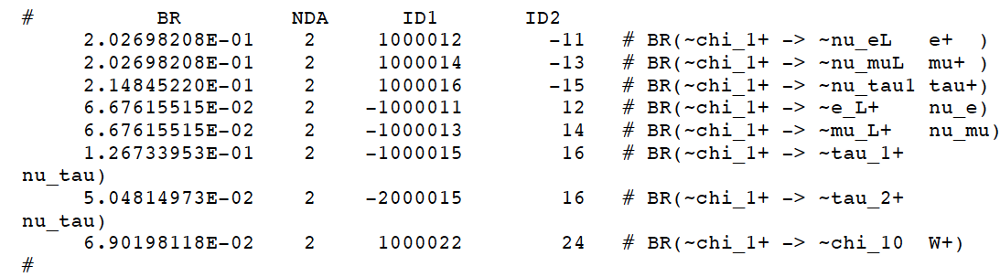 #           BR         NDA      ID1       ID2
     2.02698208E-01    2     1000012       -11   # BR(~chi_1+ -> ~nu_eL   e+  )
     2.02698208E-01    2     1000014       -13   # BR(~chi_1+ -> ~nu_muL  mu+ )
     2.14845220E-01    2     1000016       -15   # BR(~chi_1+ -> ~nu_tau1 tau+)
     6.67615515E-02    2    -1000011        12   # BR(~chi_1+ -> ~e_L+    nu_e)
     6.67615515E-02    2    -1000013        14   # BR(~chi_1+ -> ~mu_L+   nu_mu)
     1.26733953E-01    2    -1000015        16   # BR(~chi_1+ -> ~tau_1+
nu_tau)
     5.04814973E-02    2    -2000015        16   # BR(~chi_1+ -> ~tau_2+
nu_tau)
     6.90198118E-02    2     1000022        24   # BR(~chi_1+ -> ~chi_10  W+)
#